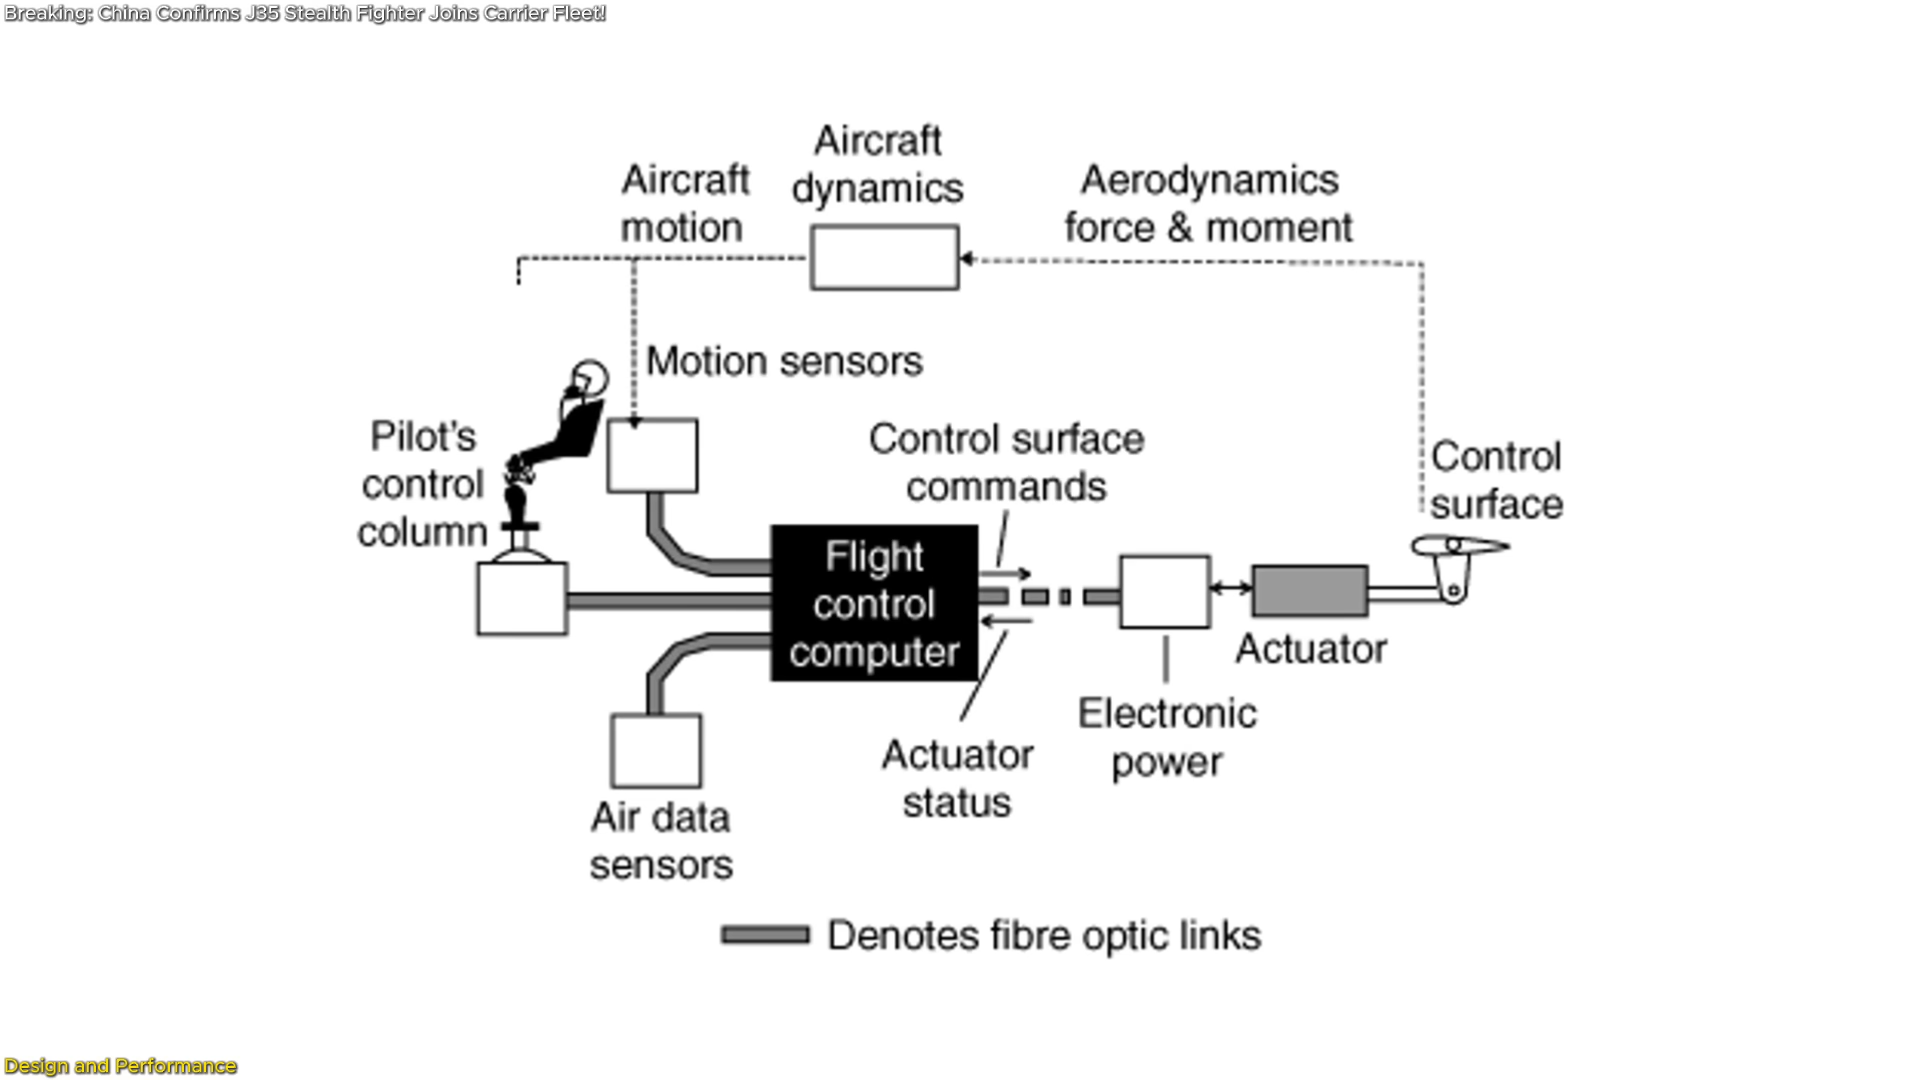 Breaking: China Confirms J35 Stealth Fighter Joins Carrier Fleet!
Aircraft
dynamics
Aircraft
motion
Aerodynamics
force & moment
Motion sensors
Pilot's
control
column
Control surface
commands
Control
surface
Flight
control
computer
Actuator
Electronic
power
Actuator
status
Air data
sensors
Denotes fibre optic links
Design and Performance